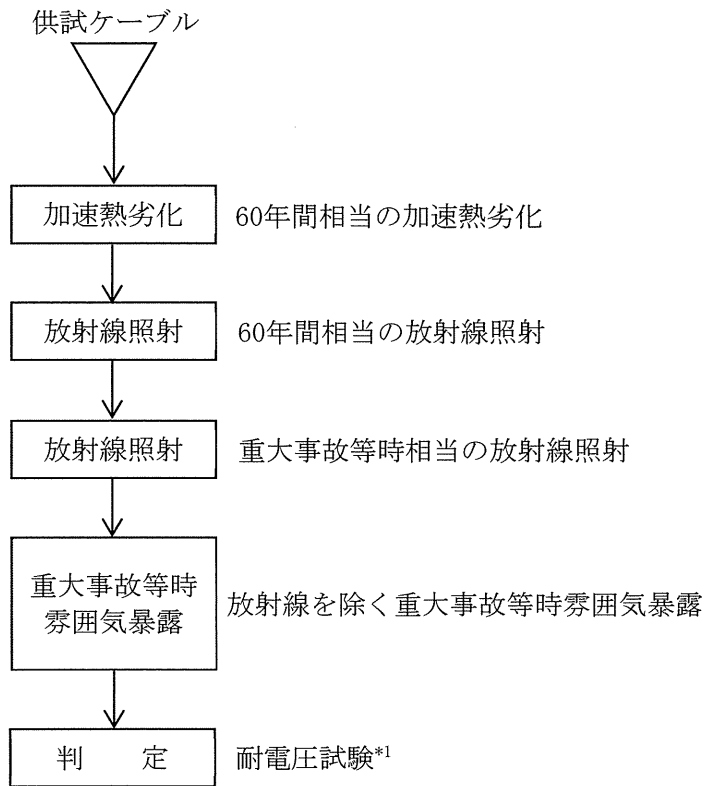 供試ケーブル
加速熱劣化 60年間相当の加速熱劣化
放射線照射 60年間相当の放射線照射
放射線照射 重大事故等時相当の放射線照射
重大事故等時
雰囲気暴露
放射線を除く重大事故等時雰囲気暴露
判　定 耐電圧試験*1